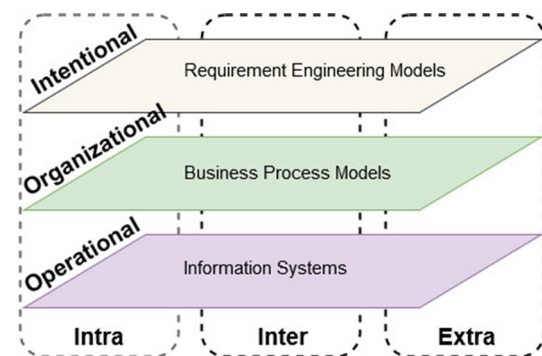 Intentional
Requirement Engineering Models
Organizational
Business Process Models
Operational
Information Systems
Intra
Inter
Extra